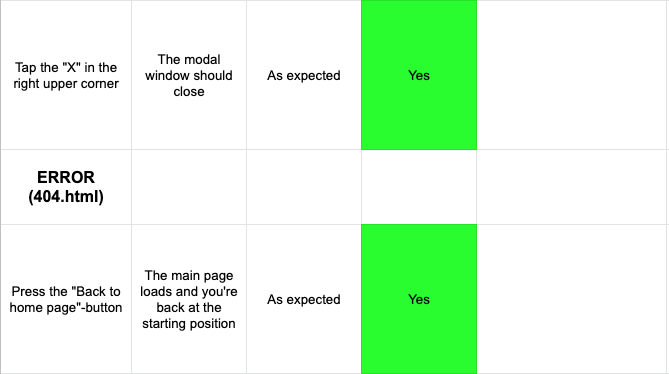 Tap the "X" in the
right upper corner
The modal
window should
close
As expected
Yes
ERROR
(404.html)
Press the "Back to
home page"-button
The main page
loads and you're
back at the
starting position
As expected
Yes